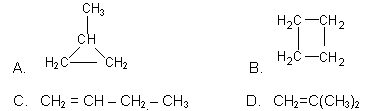 CH3
CH
H2C CH2
A.
H2C CH2
H2C CH2
B.
C. CH2 = CH – CH2 – CH3
D. CH2=C(CH3)2